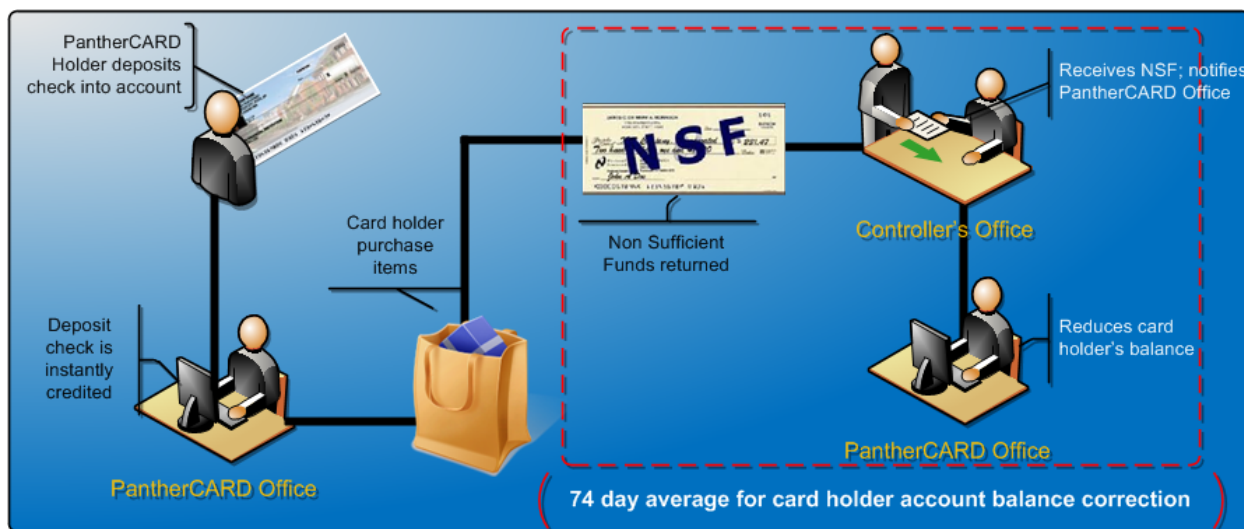 PantherCARD
Holder deposits
check into account
Deposit
check is
instantly
credited
PantherCARD Office
Card holder
purchase
items
NSF
Non Sufficient
Funds returned
Receives NSF; notifies
PantherCARD Office
Controller's Office
Reduces card
holder's balance
PantherCARD Office
74 day average for card holder account balance correction